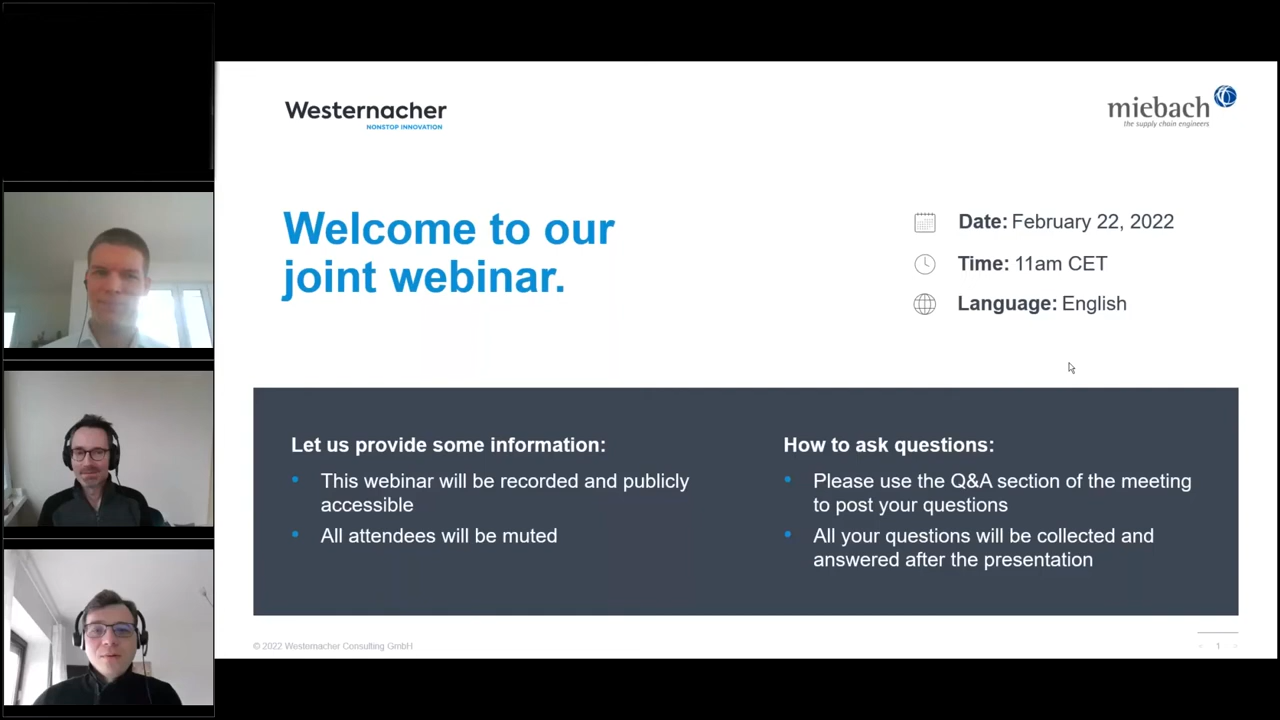 Westernacher
NONSTOP INNOVATION
miebach
the supply chain engineers
Welcome to our
joint webinar.
Date: February 22, 2022
Time: 11am CET
Language: English
Let us provide some information:
• This webinar will be recorded and publicly
accessible
• All attendees will be muted
How to ask questions:
• Please use the Q&A section of the meeting
to post your questions
• All your questions will be collected and
answered after the presentation
© 2022 Westernacher Consulting GmbH
< 1 >